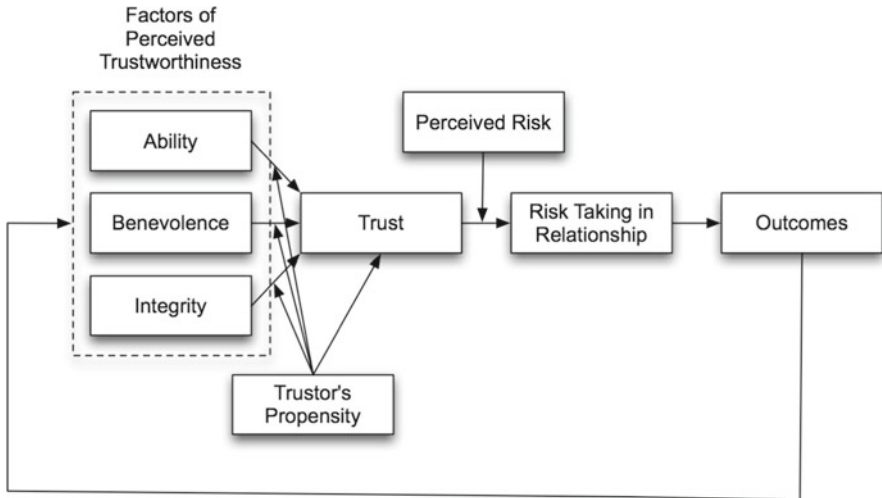 Factors of
Perceived
Trustworthiness
Ability
Benevolence
Integrity
Trust
Perceived Risk
Risk Taking in
Relationship
Outcomes
Trustor's
Propensity